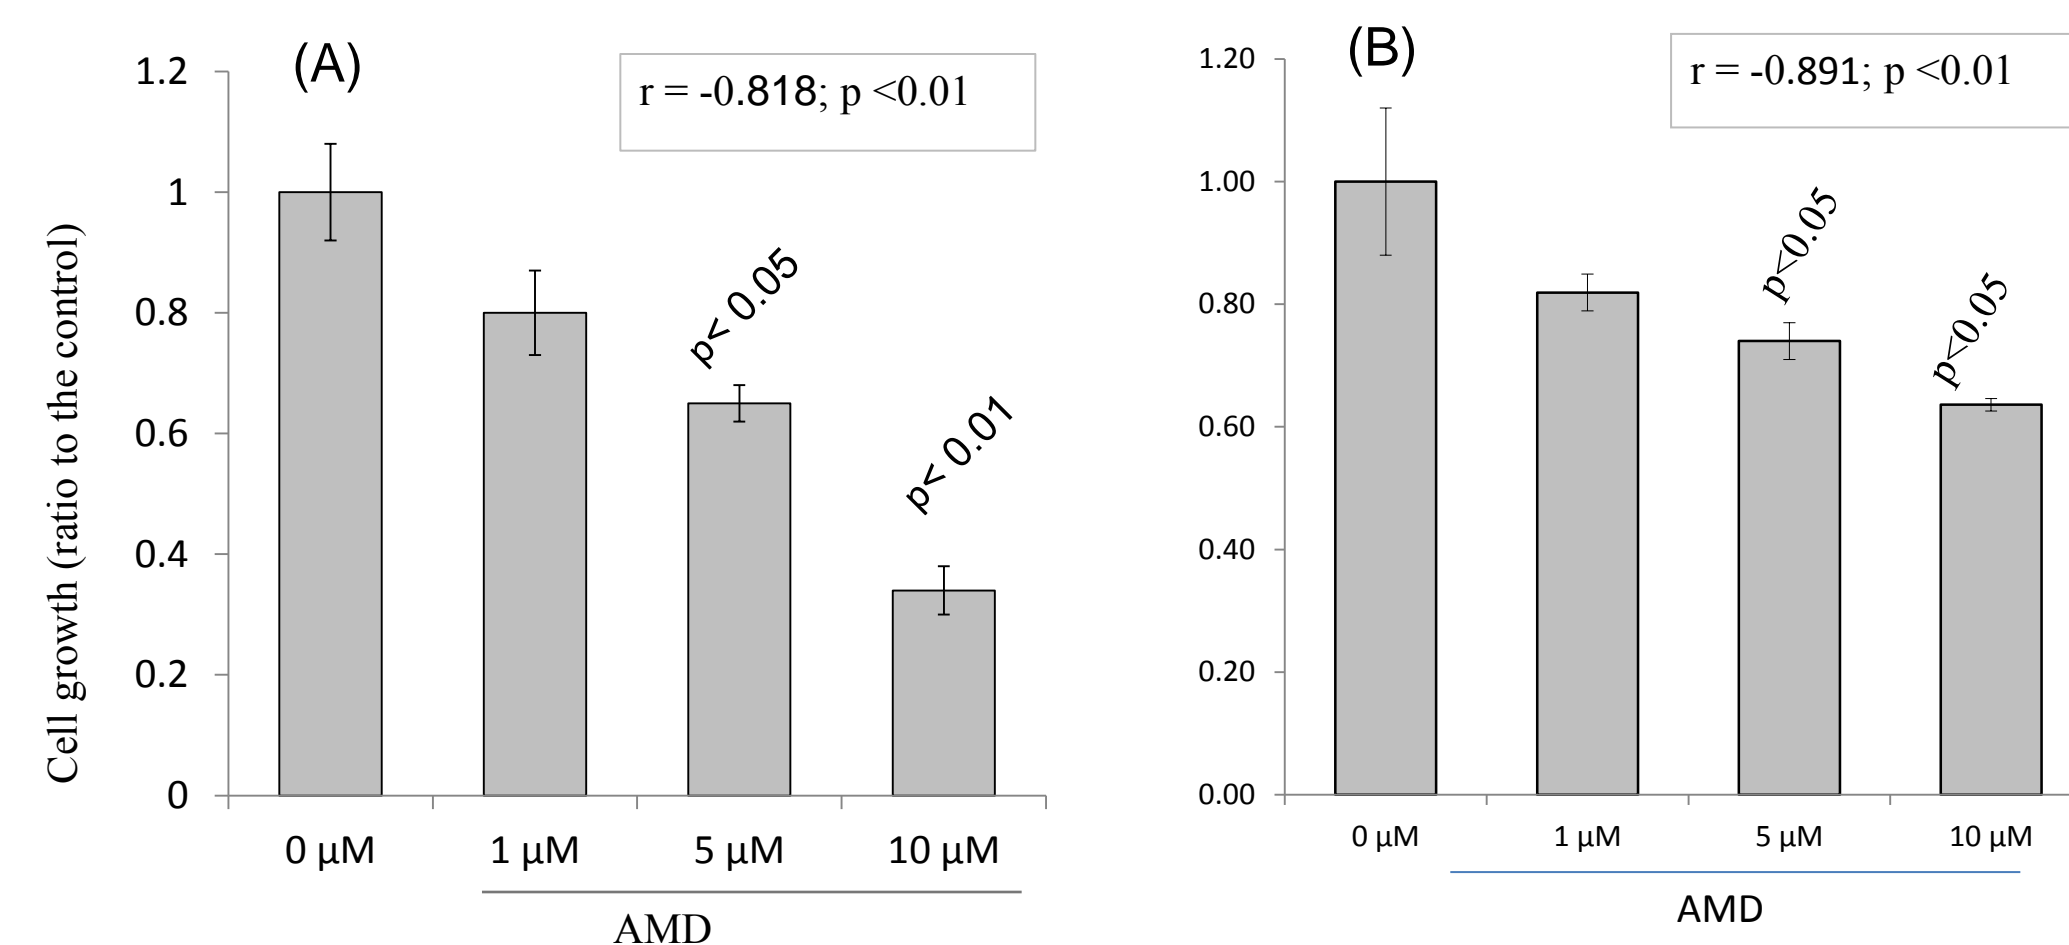 (A)
r = -0.818; p <0.01
Cell growth (ratio to the control)
1.2
1
0.8
0.6
0.4
0.2
0
p< 0.05
p< 0.01
0 µM 1 µM 5 µM 10 µM
AMD
(B)
r = -0.891; p <0.01
1.20
1.00
0.80
0.60
0.40
0.20
0.00
p<0.05
p<0.05
0 µM 1 µM 5 µM 10 µM
AMD